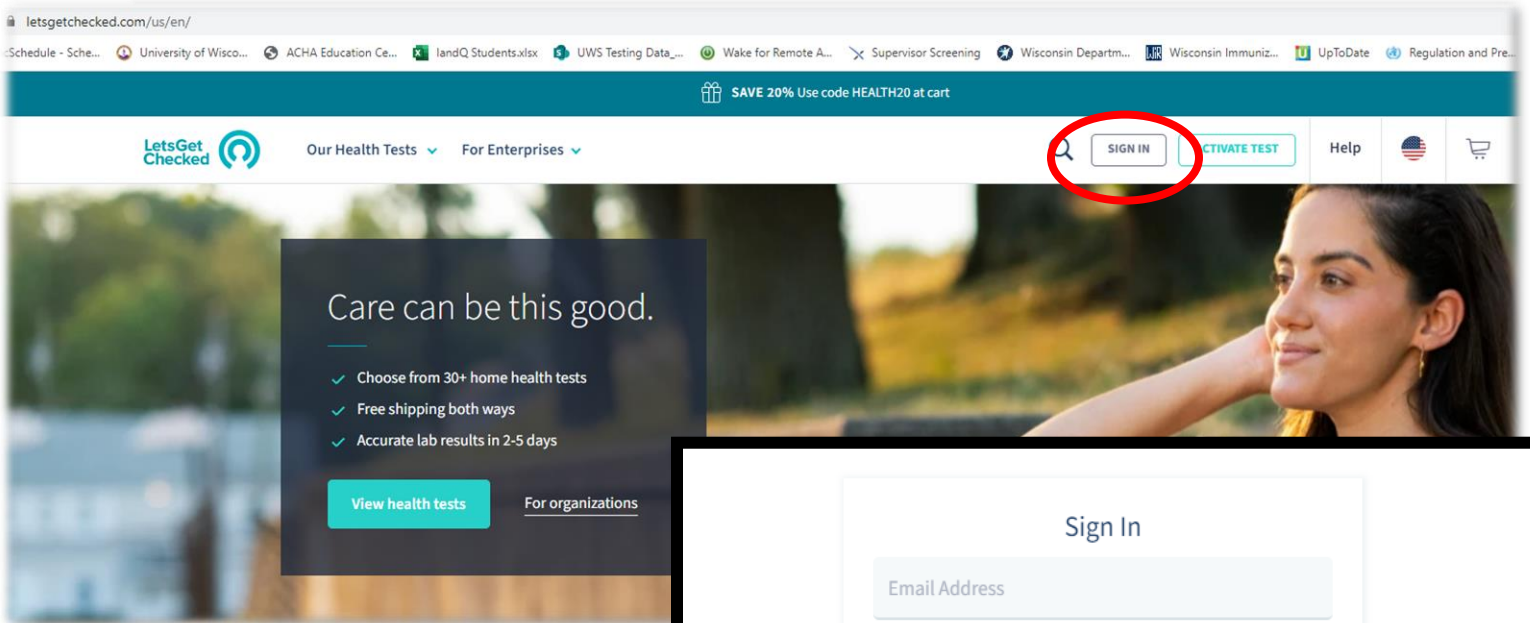 letsgetchecked.com/us/en/
:Schedule - Sche... University of Wisco... ACHA Education Ce... IandQ Students.xlsx UWS Testing Data_... Wake for Remote A... Supervisor Screening Wisconsin Departm... Wisconsin Immuniz... UpToDate Regulation and Pre...
SAVE 20% Use code HEALTH20 at cart
LetsGet
Checked
Our Health Tests For Enterprises SIGN IN CTIVATE TEST Help
Care can be this good.
Choose from 30+ home health tests
Free shipping both ways
Accurate lab results in 2-5 days
View health tests For organizations
Sign In
Email Address